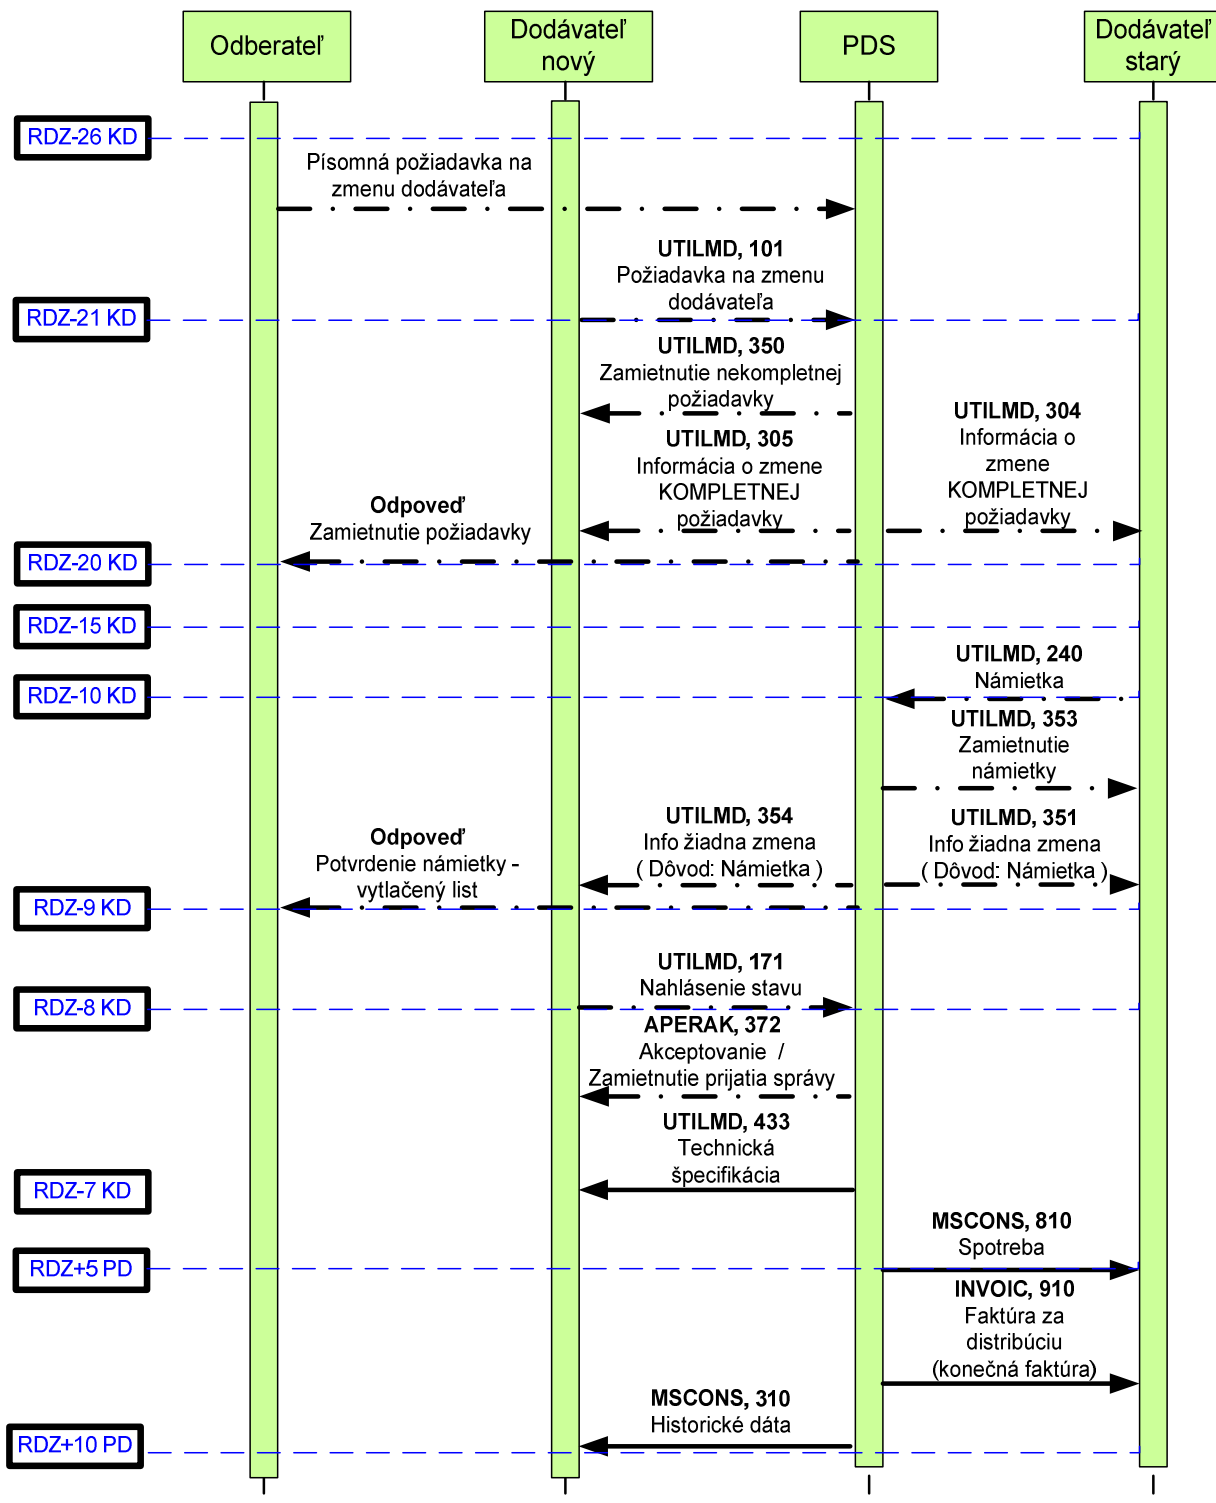 Odberateľ
Dodávateľ
nový
PDS
Dodávateľ
starý
RDZ-26 KD
Písomná požiadavka na
zmenu dodávateľa
UTILMD, 101
Požiadavka na zmenu
dodávateľa
RDZ-21 KD
UTILMD, 350
Zamietnutie nekompletnej
požiadavky
UTILMD, 304
Informácia o
zmene
KOMPLETNEJ
požiadavky
UTILMD, 305
Informácia o zmene
KOMPLETNEJ
požiadavky
Odpoveď
Zamietnutie požiadavky
RDZ-20 KD
RDZ-15 KD
UTILMD, 240
Námietka
RDZ-10 KD
UTILMD, 353
Zamietnutie
námietky
UTILMD, 354
Info žiadna zmena
( Dôvod: Námietka )
UTILMD, 351
Info žiadna zmena
( Dôvod: Námietka )
Odpoveď
Potvrdenie námietky -
vytlačený list
RDZ-9 KD
UTILMD, 171
Nahlásenie stavu
RDZ-8 KD
APERAK, 372
Akceptovanie /
Zamietnutie prijatia správy
UTILMD, 433
Technická
špecifikácia
RDZ-7 KD
MSCONS, 810
Spotreba
RDZ+5 PD
INVOIC, 910
Faktúra za
distribúciu
(konečná faktúra)
MSCONS, 310
Historické dáta
RDZ+10 PD